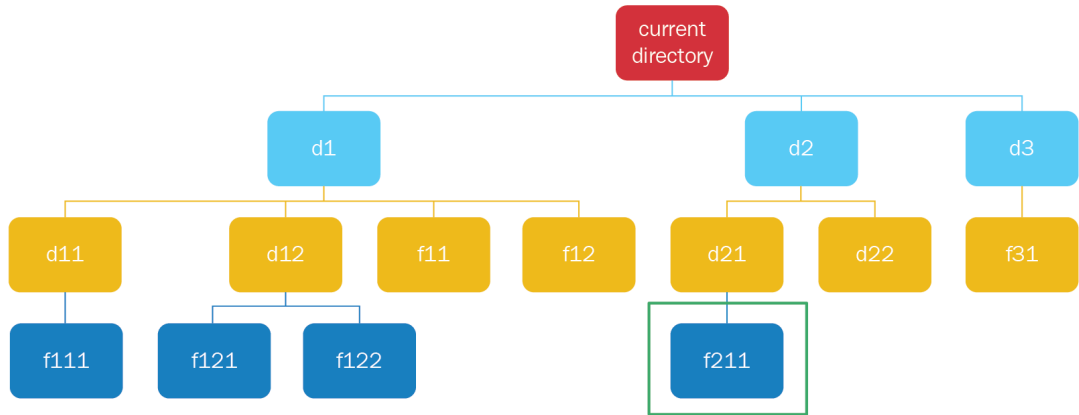 current
directory
d1
d2
d3
d11
d12
f11
f12
d21
d22
f31
f111
f121
f122
f211